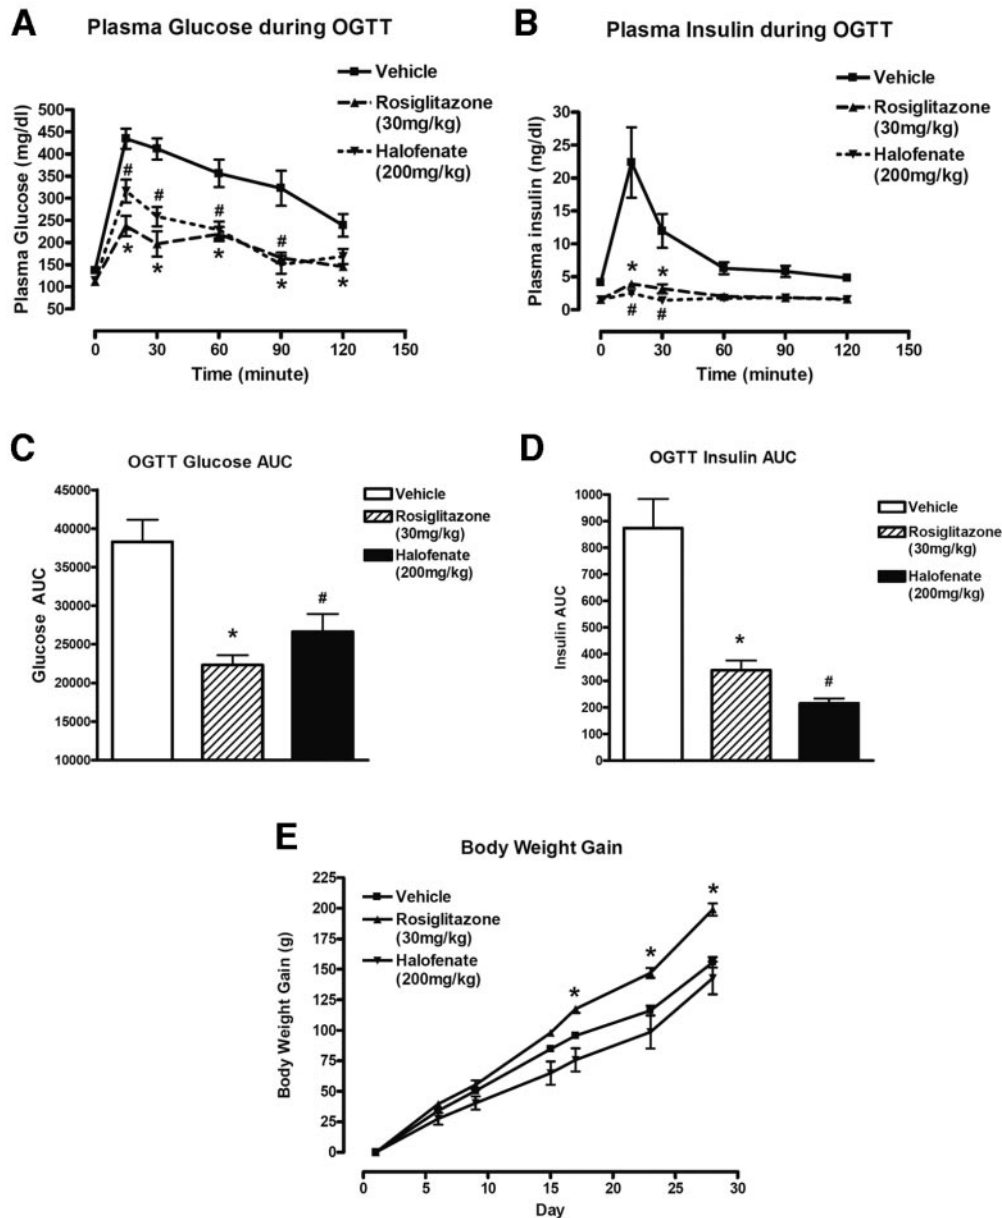 A
Plasma Glucose during OGTT
Vehicle
Rosiglitazone
(30mg/kg)
Halofenate
(200mg/kg)
Plasma Glucose (mg/dl)
500
450
400
350
300
250
200
150
100
50
#
#
#
#
*
*
*
*
*
0
30
60
90
120
150
Time (minute)
B
Plasma Insulin during OGTT
Vehicle
Rosiglitazone
(30mg/kg)
Halofenate
(200mg/kg)
Plasma insulin (ng/dl)
30
25
20
15
10
5
0
*
*
#
#
0
30
60
90
120
150
Time (minute)
C
OGTT Glucose AUC
Vehicle
Rosiglitazone
(30mg/kg)
Halofenate
(200mg/kg)
Glucose AUC
45000
40000
35000
30000
25000
20000
15000
10000
*
#
D
OGTT Insulin AUC
Vehicle
Rosiglitazone
(30mg/kg)
Halofenate
(200mg/kg)
Insulin AUC
1000
900
800
700
600
500
400
300
200
100
0
*
#
E
Body Weight Gain
Vehicle
Rosiglitazone
(30mg/kg)
Halofenate
(200mg/kg)
Body Weight Gain (g)
225
200
175
150
125
100
75
50
25
0
*
*
*
0
5
10
15
20
25
30
Day